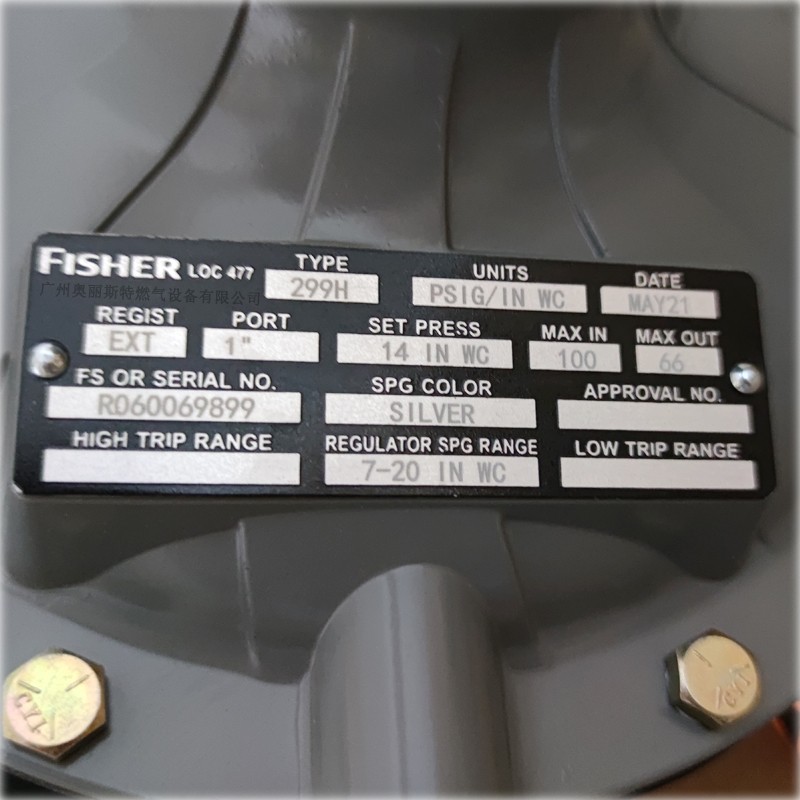 FISHER LOC 477 TYPE UNITS DATE
299H PSIG/IN WC MAY21
广州奥丽斯特燃气设备有限公司
REGIST PORT SET PRESS MAX IN MAX OUT
EXT 1" 14 IN WC 100 66
FS OR SERIAL NO. SPG COLOR APPROVAL NO.
R060069899 SILVER
HIGH TRIP RANGE REGULATOR SPG RANGE LOW TRIP RANGE
7-20 IN WC
CYI CYI